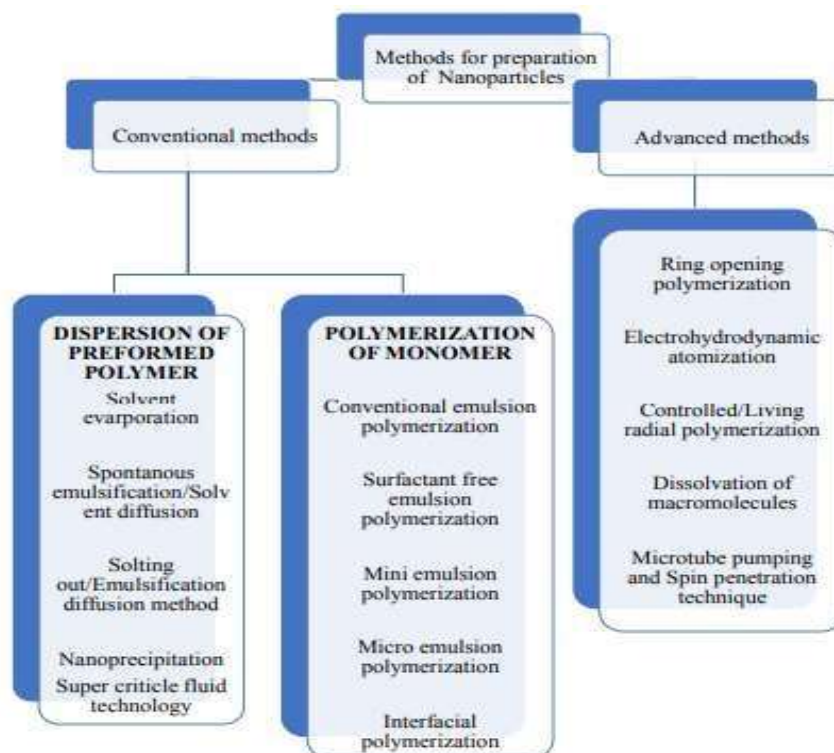 Methods for preparation
of Nanoparticles
Conventional methods
Advanced methods
DISPERSION OF
PREFORMED
POLYMER
Solvent
evarporation
Spontanous
emulsification/Solv
ent diffusion
Solting
out/Emulsification
diffusion method
Nanoprecipitation
Super criticle fluid
technology
POLYMERIZATION
OF MONOMER
Conventional emulsion
polymerization
Surfactant free
emulsion
polymerization
Mini emulsion
polymerization
Micro emulsion
polymerization
Interfacial
polymerization
Ring opening
polymerization
Electrohydrodynamic
atomization
Controlled/Living
radial polymerization
Dissolvation of
macromolecules
Microtube pumping
and Spin penetration
technique